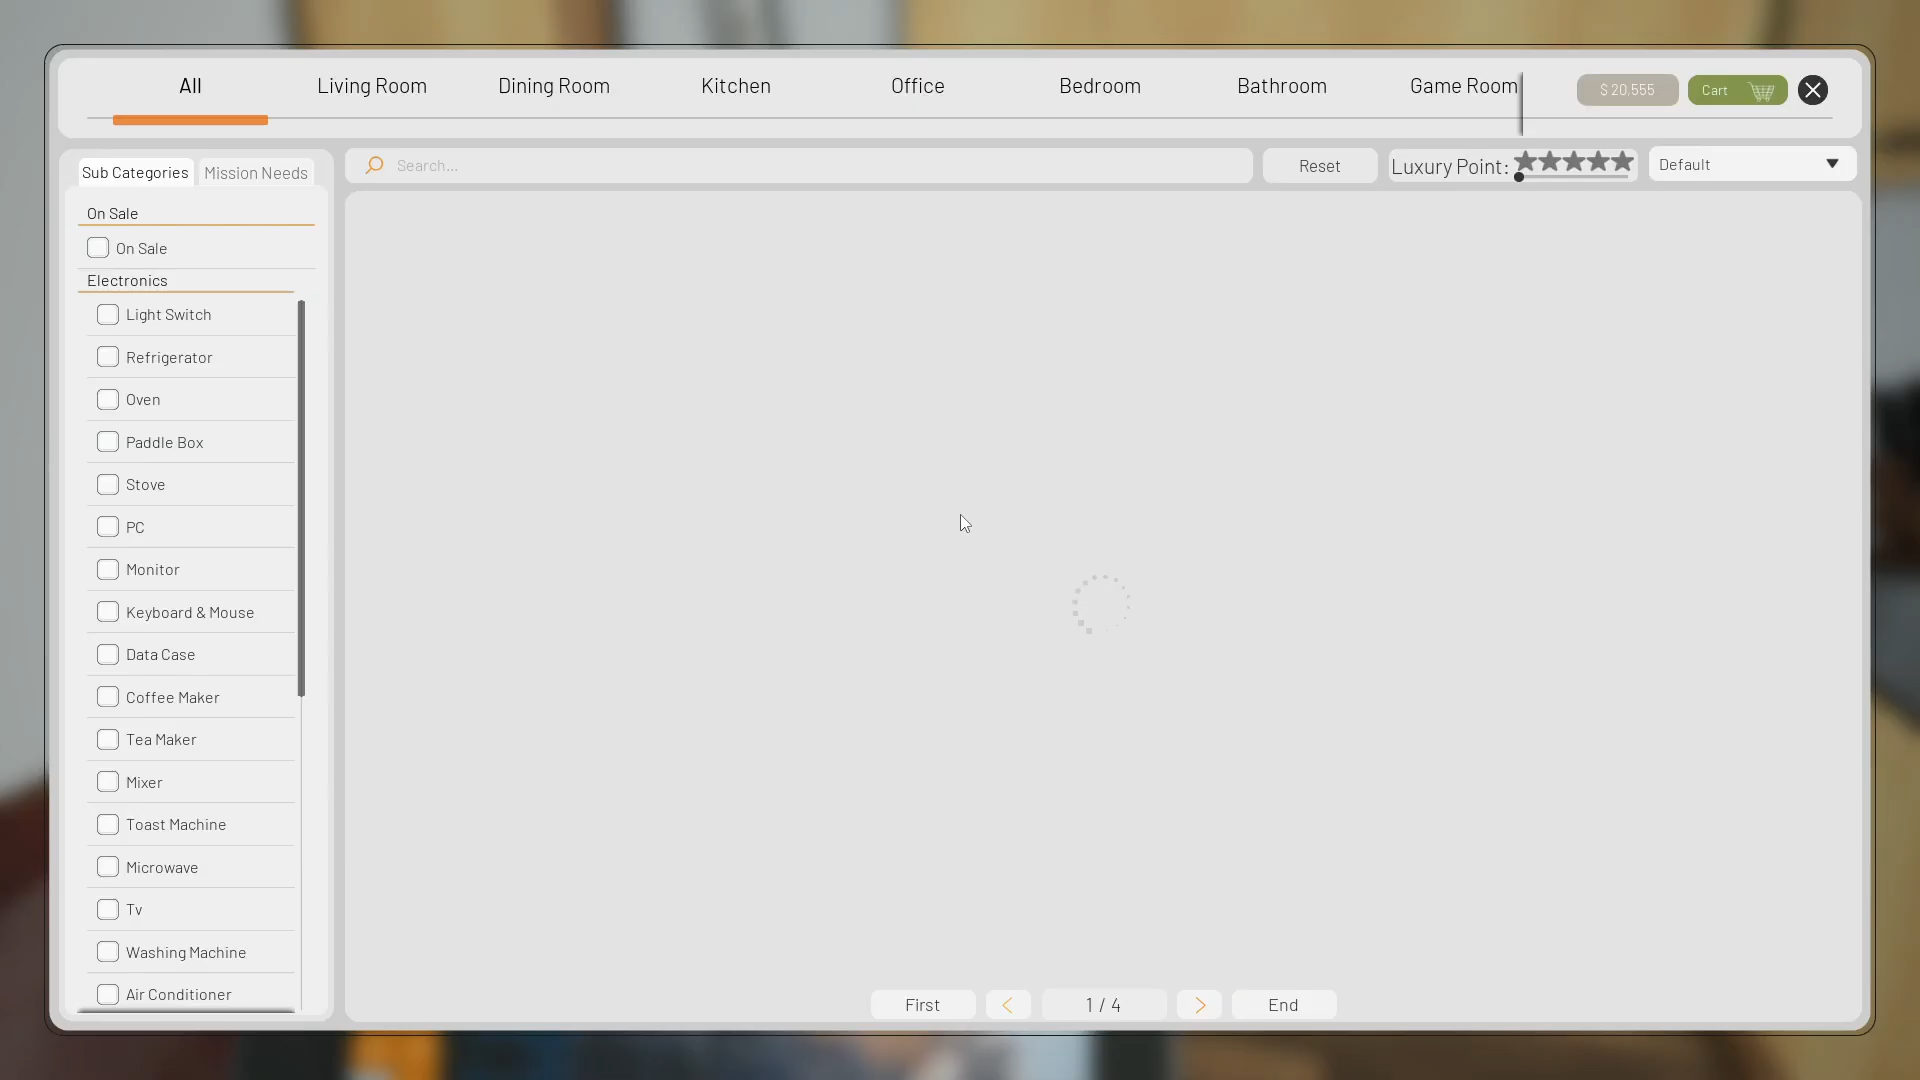 All
Living Room
Dining Room
Kitchen
Office
Bedroom
Bathroom
Game Room
$ 20,555
Cart
Sub Categories
Mission Needs
Search...
Reset
Luxury Point:
Default
On Sale
On Sale
Electronics
Light Switch
Refrigerator
Oven
Paddle Box
Stove
PC
Monitor
Keyboard & Mouse
Data Case
Coffee Maker
Tea Maker
Mixer
Toast Machine
Microwave
Tv
Washing Machine
Air Conditioner
First
<
1 / 4
>
End